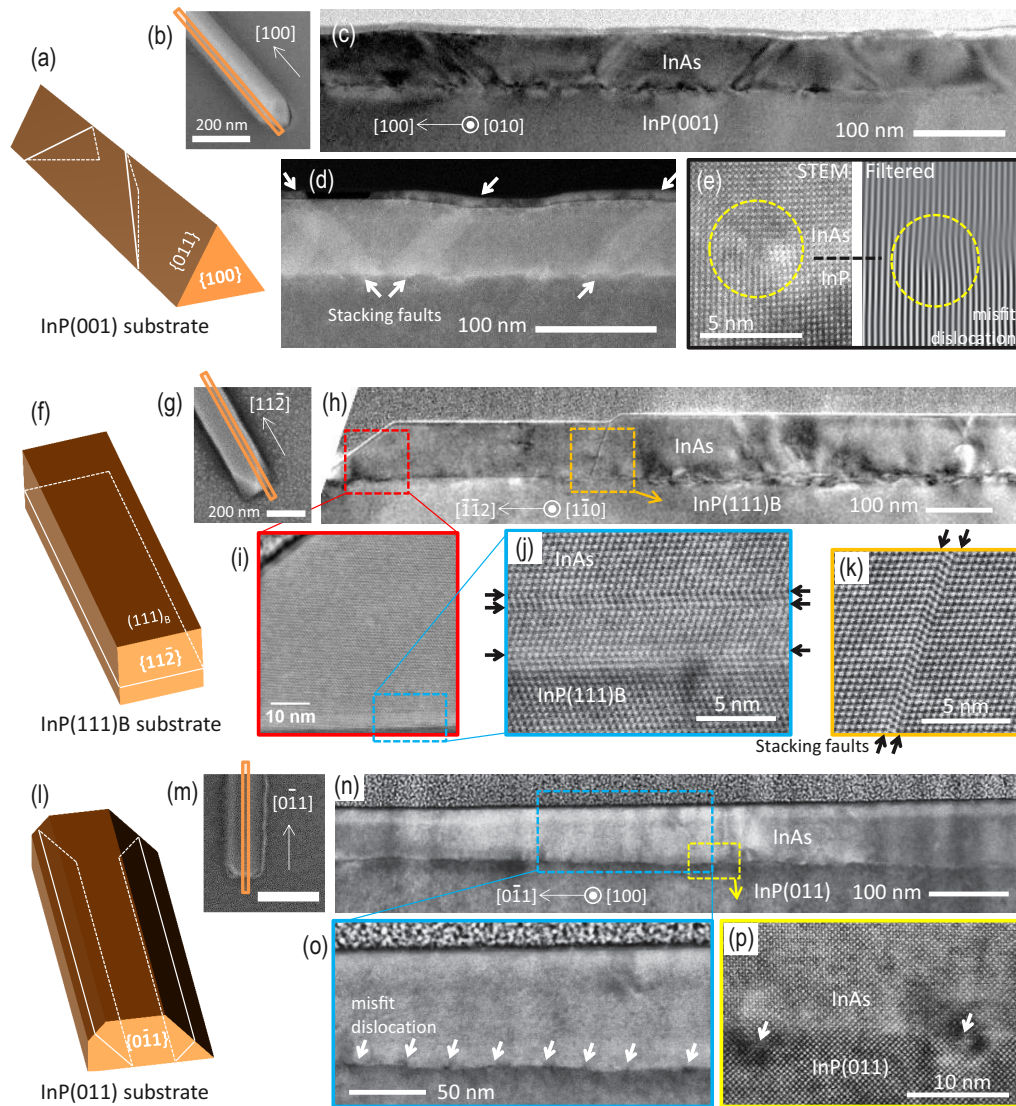 (a)
{011}
{100}
InP(001) substrate
(b)
[100]
200 nm
(c)
InAs
InP(001)
[100]
[010]
100 nm
(d)
Stacking faults
100 nm
(e)
STEM
Filtered
InAs
InP
5 nm
misfit
dislocation
(f)
(111)B
{112̅}
InP(111)B substrate
(g)
[112̅]
200 nm
(h)
InAs
InP(111)B
[1̅1̅2]
[11̅0]
100 nm
(i)
10 nm
(j)
InAs
InP(111)B
5 nm
(k)
5 nm
Stacking faults
(l)
{01̅1}
InP(011) substrate
(m)
[01̅1]
(n)
InAs
InP(011)
[01̅1]
[100]
100 nm
(o)
misfit
dislocation
50 nm
(p)
InAs
InP(011)
10 nm